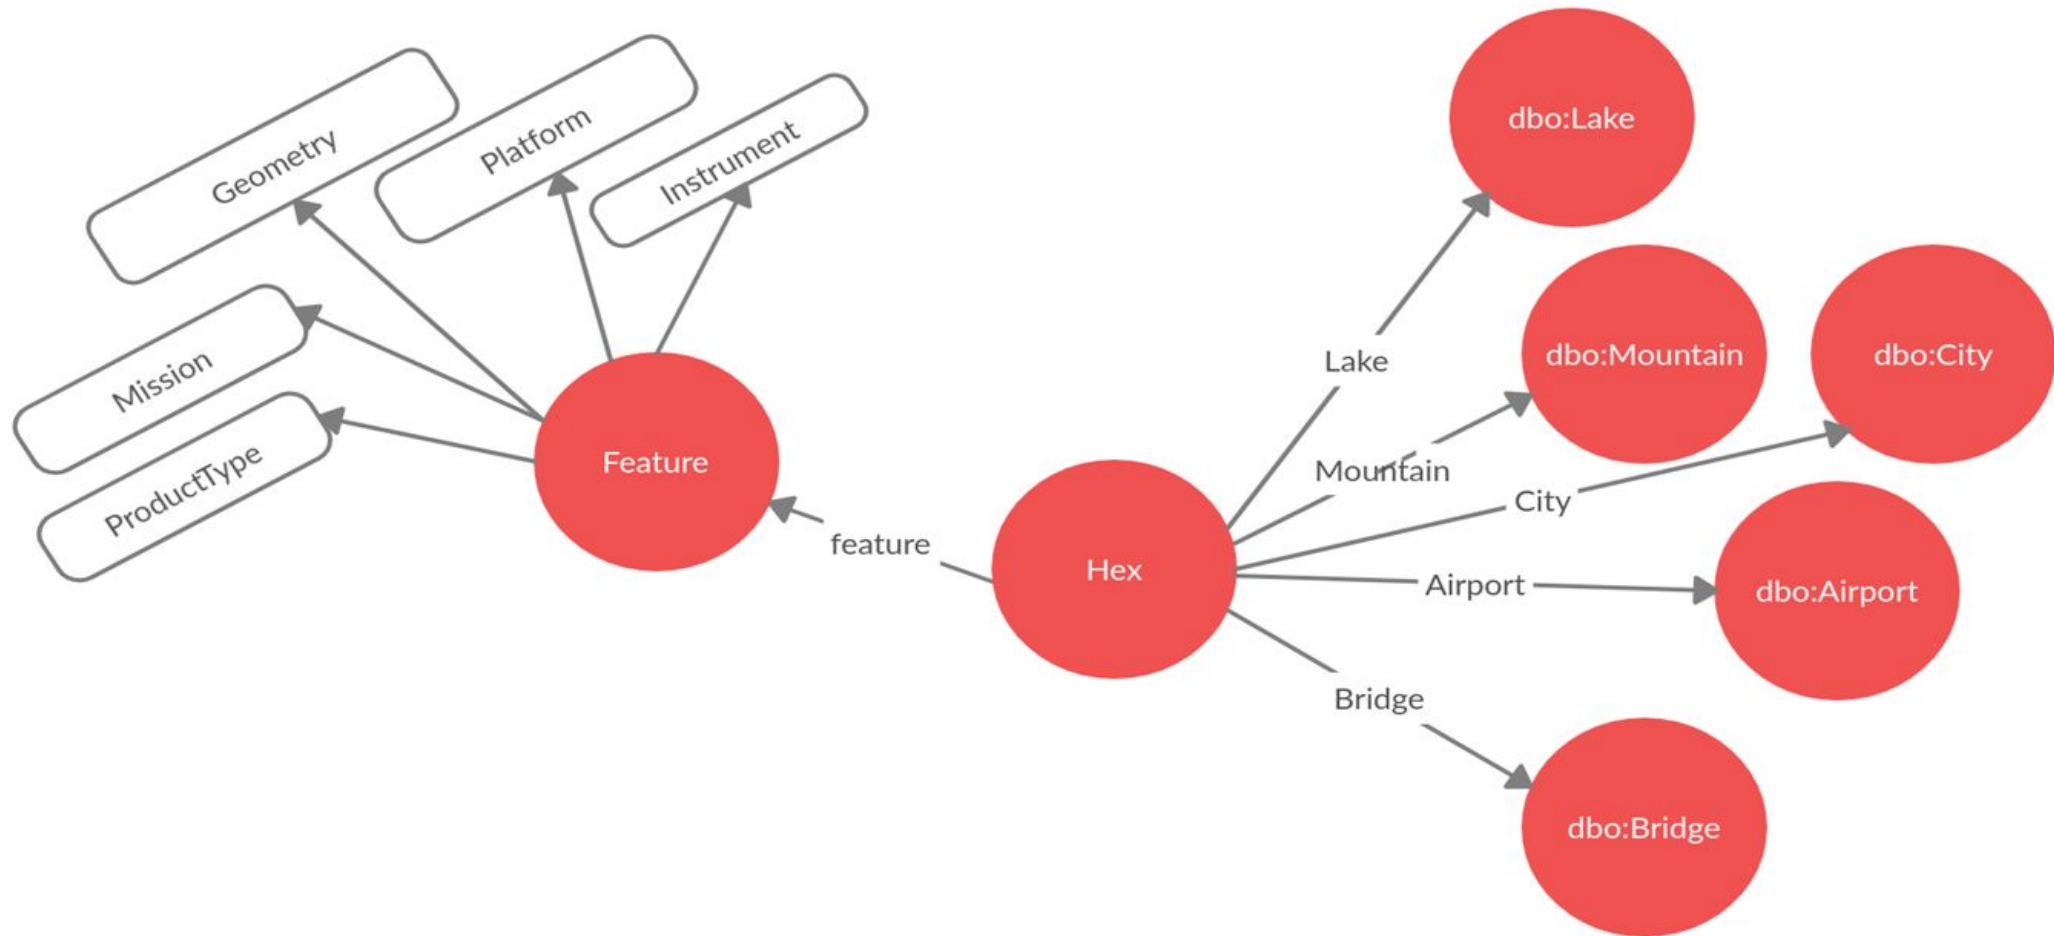 Geometry
Platform
Instrument
Mission
ProductType
Feature
feature
Hex
Lake
Mountain
City
Airport
Bridge
dbo:Lake
dbo:Mountain
dbo:City
dbo:Airport
dbo:Bridge